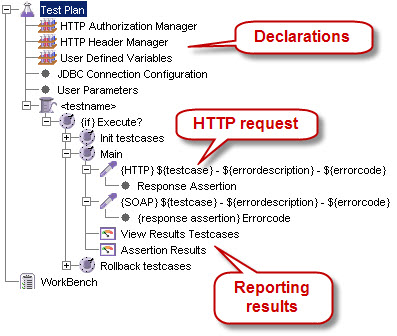 Test Plan
HTTP Authorization Manager
HTTP Header Manager
Declarations
User Defined Variables
JDBC Connection Configuration
User Parameters
<testname>
{if} Execute?
HTTP request
Init testcases
Main
{HTTP} ${testcase} - ${errordescription} - ${errorcode}
Response Assertion
{SOAP} ${testcase} - ${errordescription} - ${errorcode}
{response assertion} Errorcode
View Results Testcases
Assertion Results
Rollback testcases
WorkBench
Reporting
results